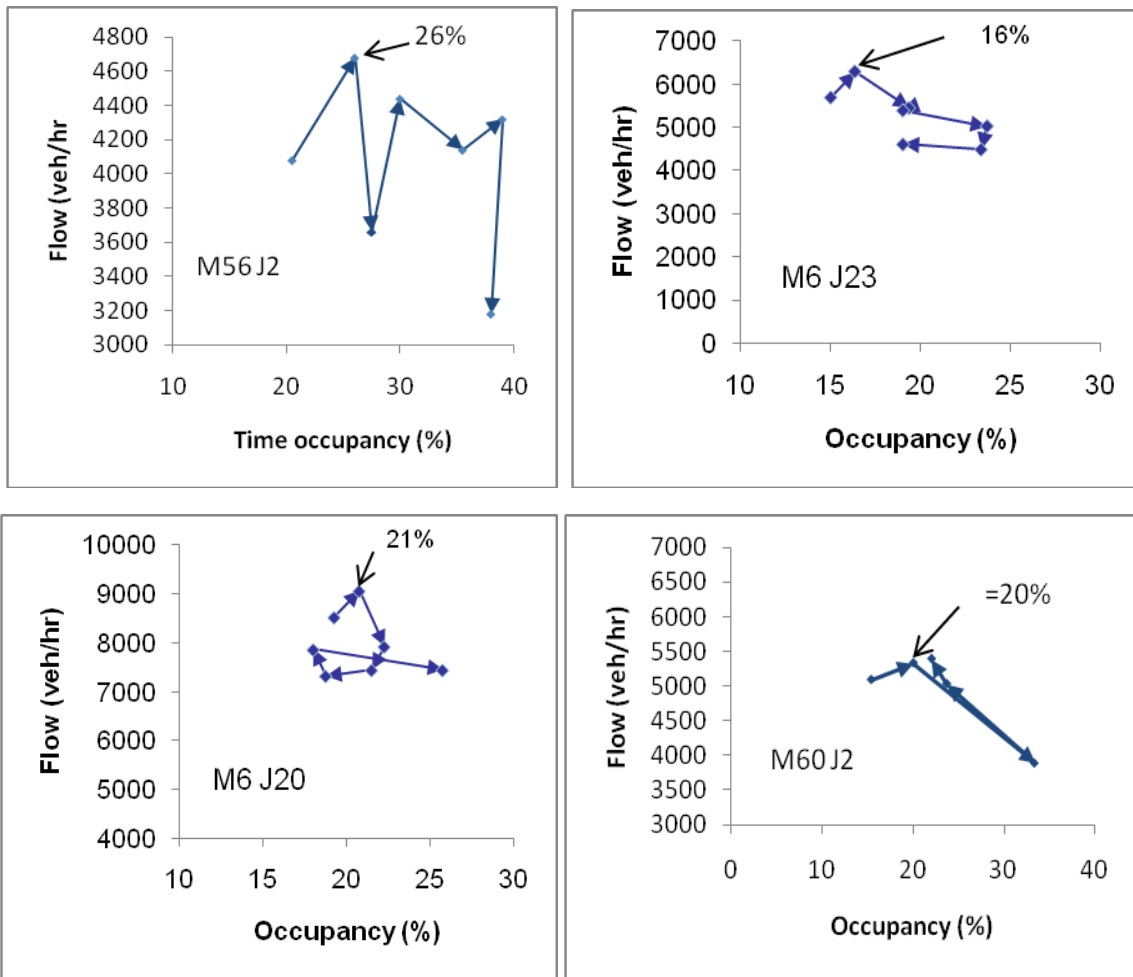 26%
4800
4600
4400
4200
4000
3800
3600
3400
3200
3000
Flow (veh/hr)
M56 J2
10 20 30 40
Time occupancy (%)
16%
7000
6000
5000
4000
3000
2000
1000
0
Flow (veh/hr)
M6 J23
10 15 20 25 30
Occupancy (%)
21%
10000
9000
8000
7000
6000
5000
4000
Flow (veh/hr)
M6 J20
10 15 20 25 30
Occupancy (%)
=20%
7000
6500
6000
5500
5000
4500
4000
3500
3000
Flow (veh/hr)
M60 J2
0 10 20 30 40
Occupancy (%)